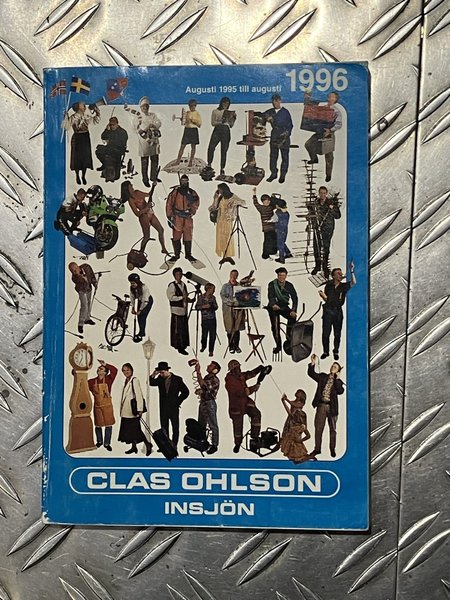 Augusti 1995 till augusti 1996
CLAS OHLSON
INSJÖN